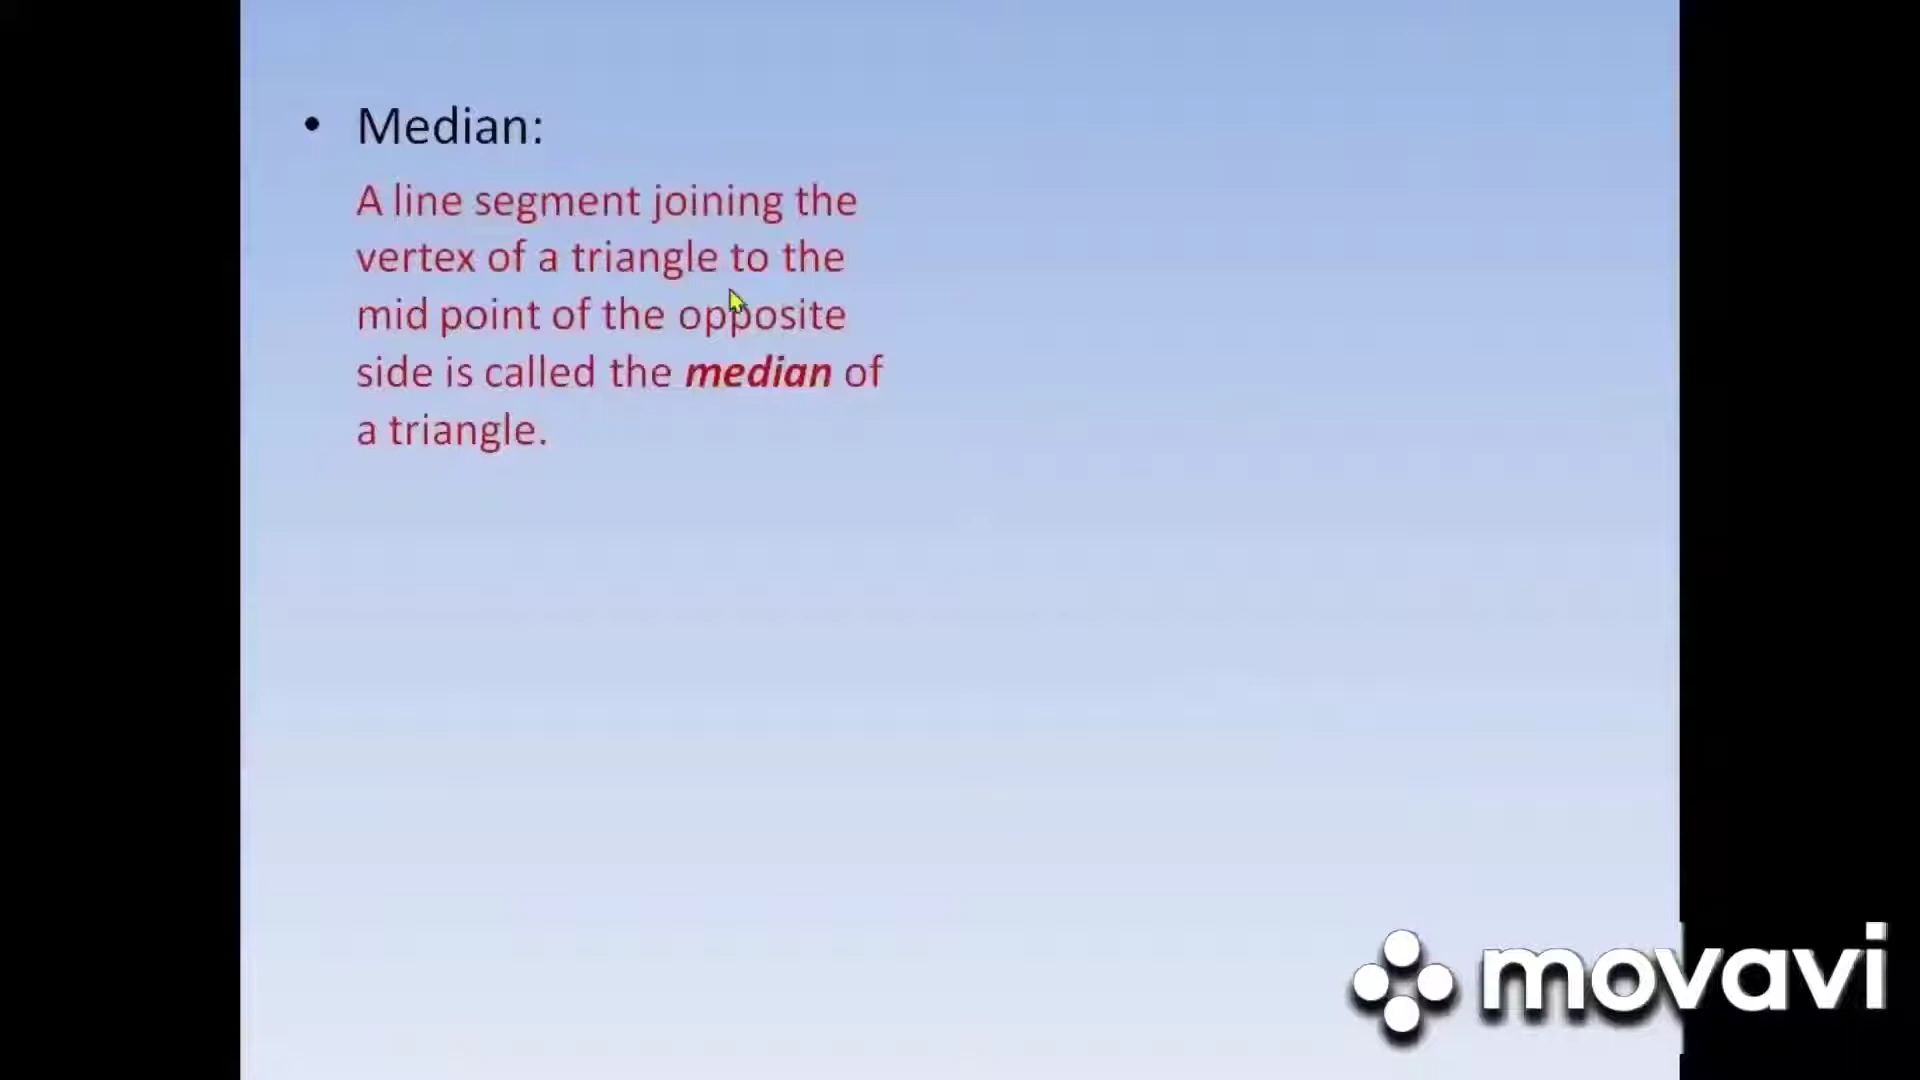 • Median:
A line segment joining the
vertex of a triangle to the
mid point of the opposite
side is called the median of
a triangle.
movavi